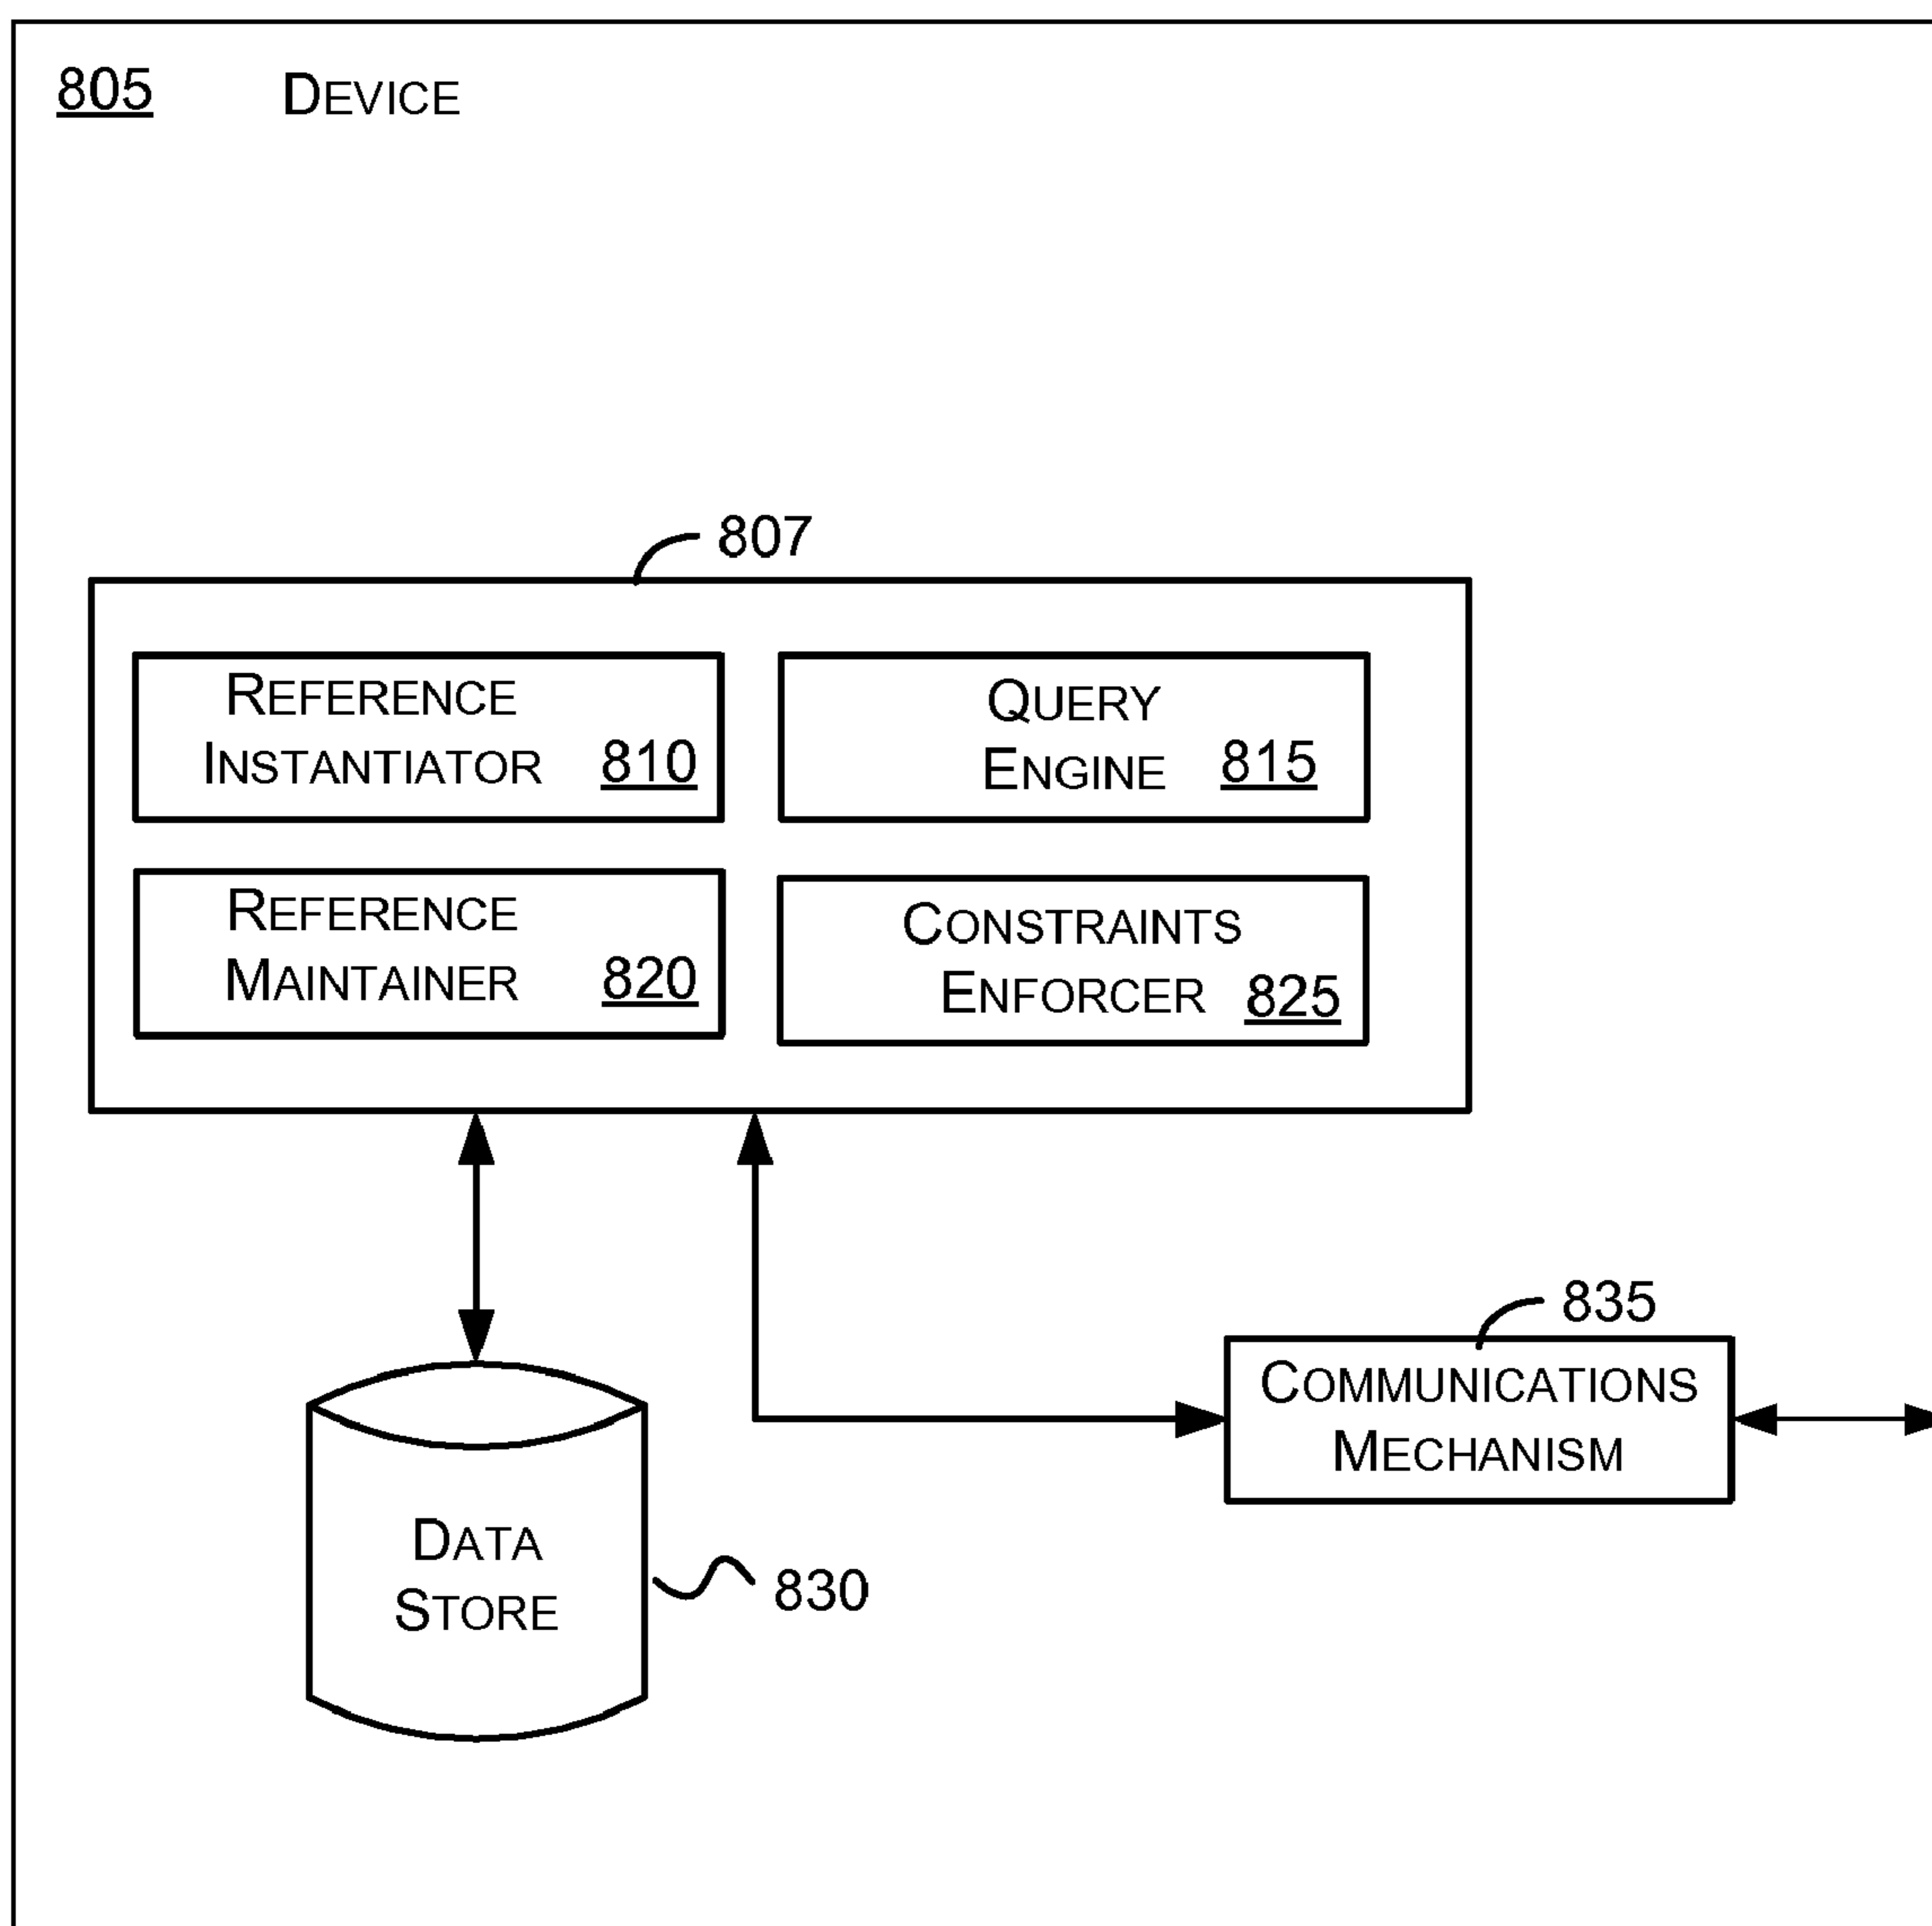 805 DEVICE
807
REFERENCE
INSTANTIATOR 810
QUERY
ENGINE 815
REFERENCE
MAINTAINER 820
CONSTRAINTS
ENFORCER 825
835
COMMUNICATIONS
MECHANISM
DATA
STORE
830